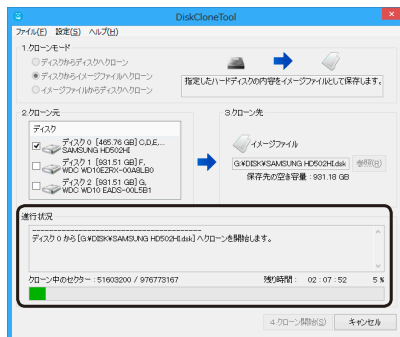 DiskCloneTool
ファイル(F) 設定(S) ヘルプ(H)
1.クローンモード
ディスクからディスクへクローン
ディスクからイメージファイルへクローン
イメージファイルからディスクへクローン
指定したハードディスクの内容をイメージファイルとして保存します。
2.クローン元
ディスク
ディスク 0 [465.76 GB] C,D,E,...
SAMSUNG HD502HI
ディスク 1 [931.51 GB] F,
WDC WD10EZRX-00A8LB0
ディスク 2 [931.51 GB] G,
WDC WD10 EADS-00L5B1
3.クローン先
イメージファイル
G:¥DISK¥SAMSUNG HD502HI.dsk 参照(R)
保存先の空き容量 : 931.18 GB
進行状況
------------------------------------------
ディスク 0 から [G:¥DISK¥SAMSUNG HD502HI.dsk] へクローンを開始します。
クローン中のセクター : 51603200 / 976773167 残り時間 : 02 : 07 : 52 5 %
4.クローン開始(S) キャンセル